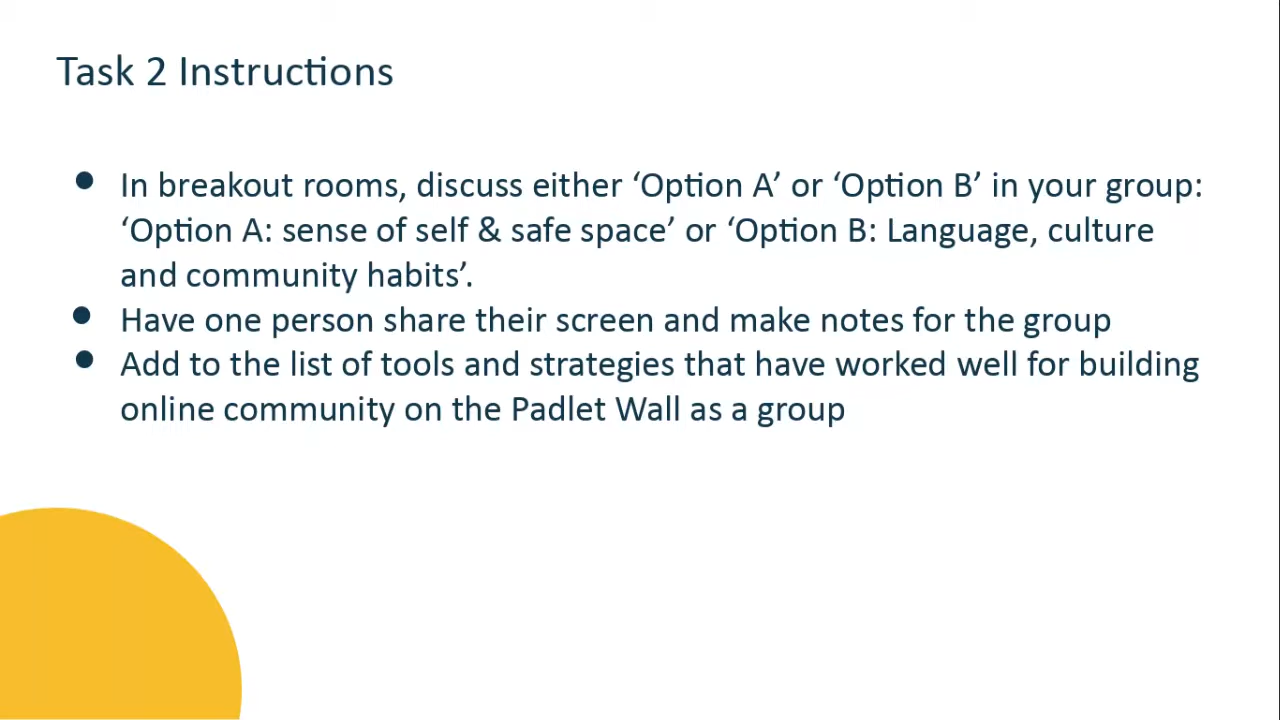 Task 2 Instructions
● In breakout rooms, discuss either ‘Option A’ or ‘Option B’ in your group:
‘Option A: sense of self & safe space’ or ‘Option B: Language, culture
and community habits’.
● Have one person share their screen and make notes for the group
● Add to the list of tools and strategies that have worked well for building
online community on the Padlet Wall as a group